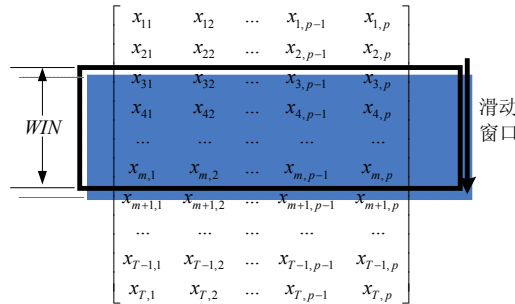 x11 x12 ... x1,p−1 x1,p
x21 x22 ... x2,p−1 x2,p
x31 x32 ... x3,p−1 x3,p
x41 x42 ... x4,p−1 x4,p
... ... ... ... ...
xm,1 xm,2 ... xm,p−1 xm,p
xm+1,1 xm+1,2 ... xm+1,p−1 xm+1,p
... ... ... ... ...
xT−1,1 xT−1,2 ... xT−1,p−1 xT−1,p
xT,1 xT,2 ... xT,p−1 xT,p
WIN
滑动
窗口